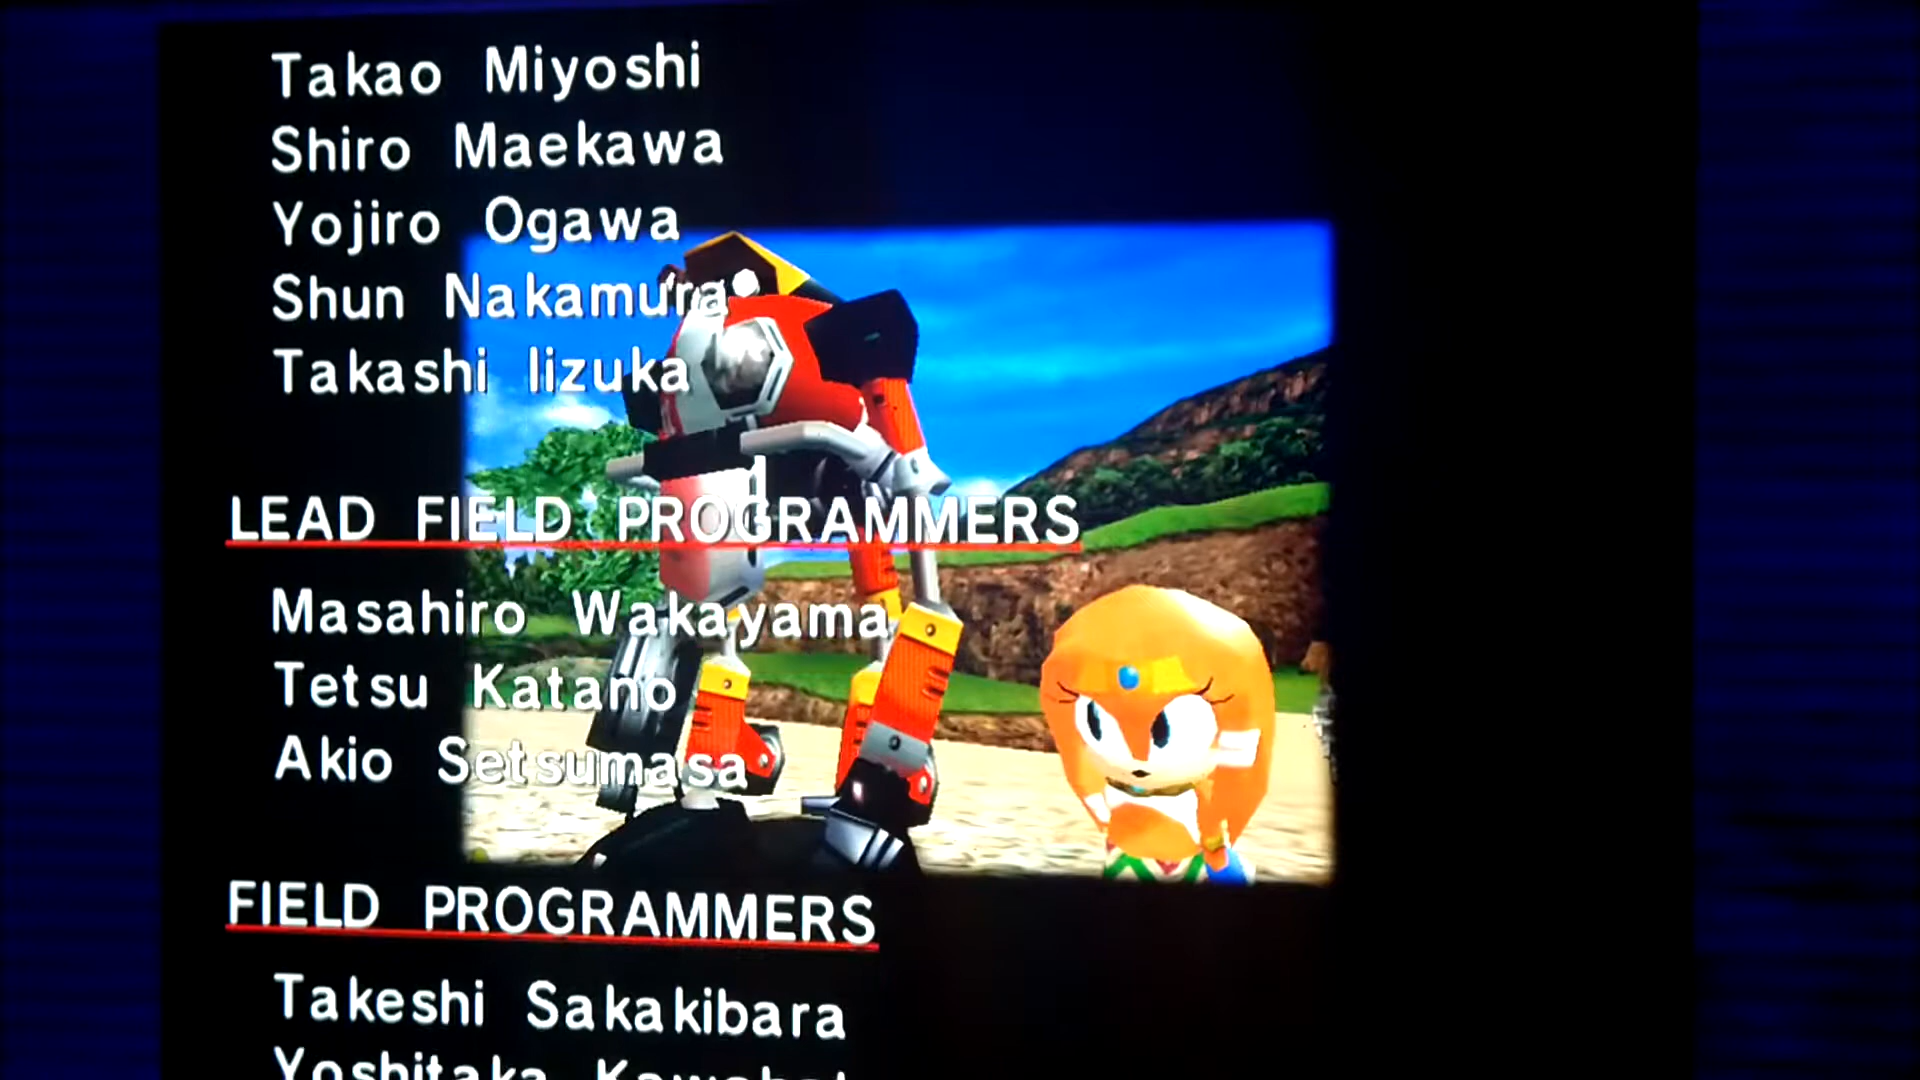 Takao Miyoshi
Shiro Maekawa
Yojiro Ogawa
Shun Nakamura
Takashi Iizuka
LEAD FIELD PROGRAMMERS
Masahiro Wakayama
Tetsu Katano
Akio Setsumasa
FIELD PROGRAMMERS
Takeshi Sakakibara
Yoshitaka